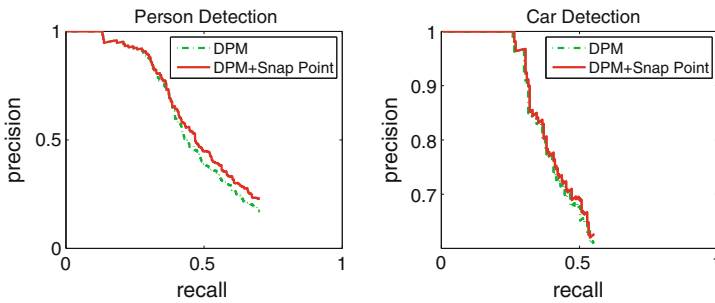 Person Detection
1
0.5
0
precision
0
0.5
1
recall
DPM
DPM+Snap Point
Car Detection
1
0.9
0.8
0.7
precision
0
0.5
1
recall
DPM
DPM+Snap Point